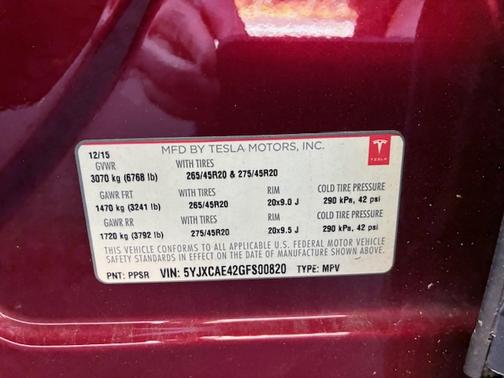 12/15 MFD BY TESLA MOTORS, INC. TESLA
GVWR WITH TIRES
3070 kg (6768 lb) 265/45R20 & 275/45R20
GAWR FRT WITH TIRES RIM COLD TIRE PRESSURE
1470 kg (3241 lb) 265/45R20 20x9.0 J 290 kPa, 42 psi
GAWR RR WITH TIRES RIM COLD TIRE PRESSURE
1720 kg (3792 lb) 275/45R20 20x9.5 J 290 kPa, 42 psi
THIS VEHICLE CONFORMS TO ALL APPLICABLE U.S. FEDERAL MOTOR VEHICLE
SAFETY STANDARDS IN EFFECT ON THE DATE OF MANUFACTURE SHOWN ABOVE.
PNT: PPSR VIN: 5YJXCAE42GFS00820 TYPE: MPV